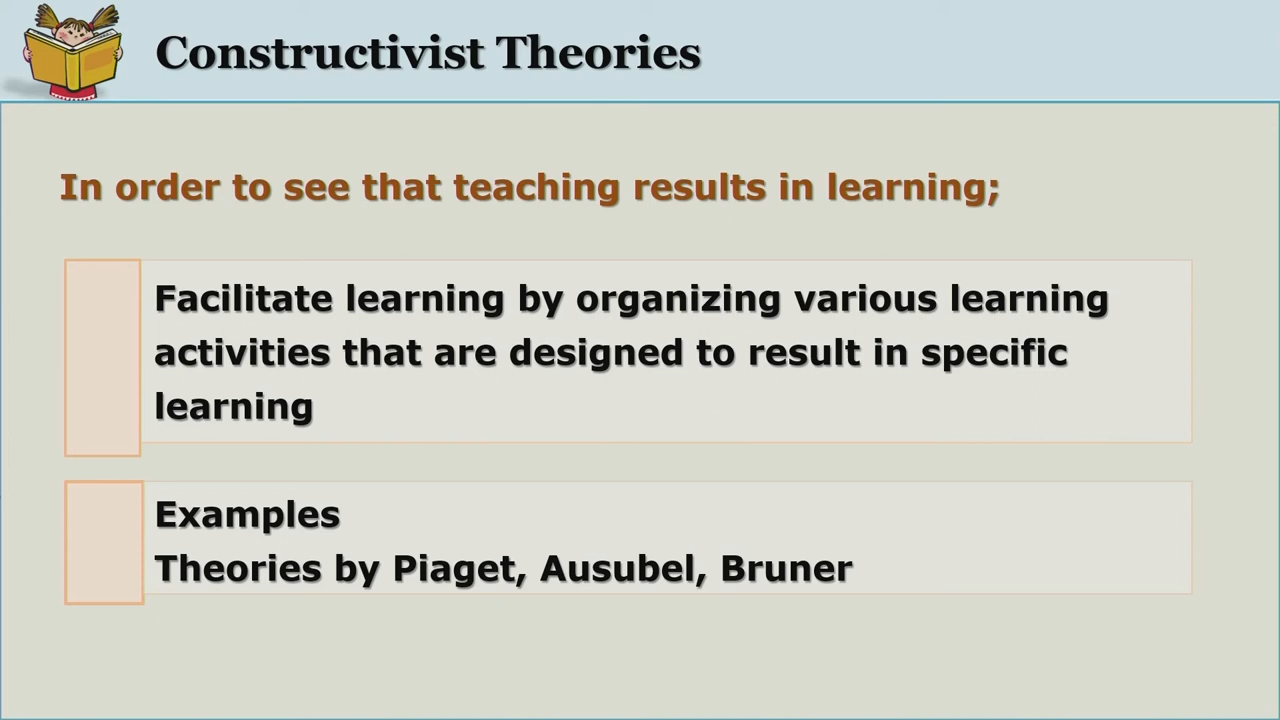 Constructivist Theories
In order to see that teaching results in learning;
Facilitate learning by organizing various learning
activities that are designed to result in specific
learning
Examples
Theories by Piaget, Ausubel, Bruner